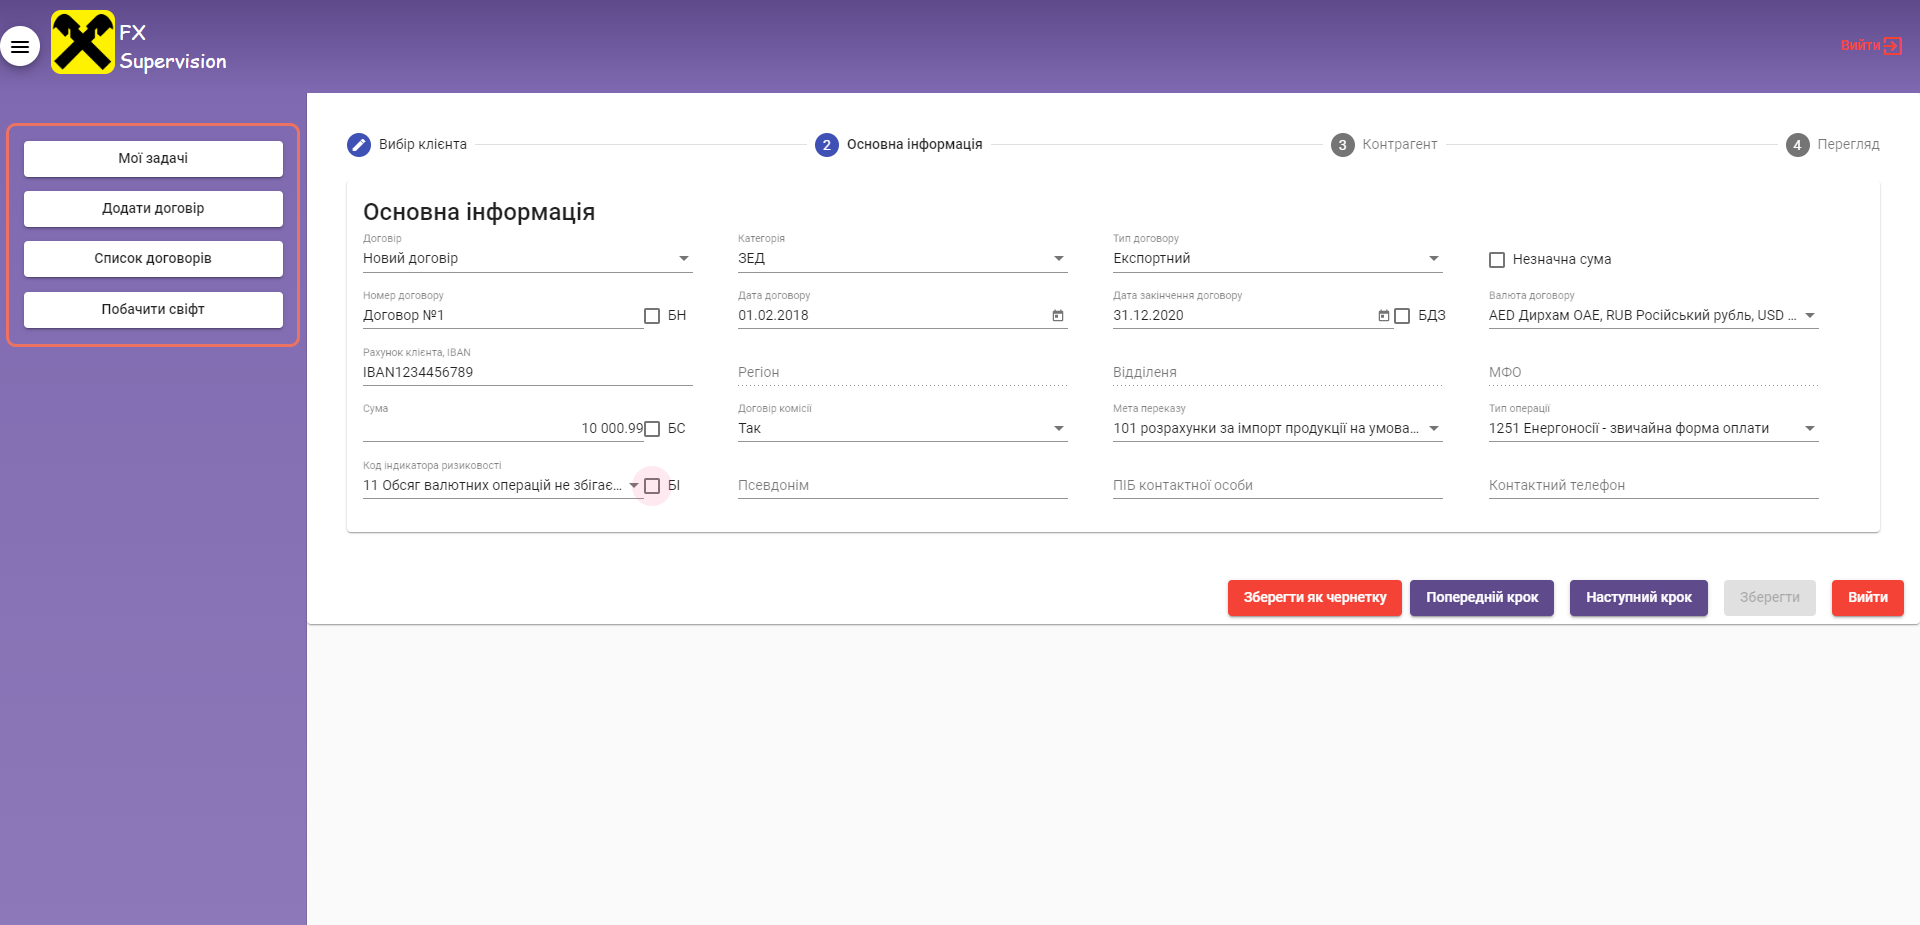 FX
Supervision
Вийти
Мої задачі
Додати договір
Список договорів
Побачити свіфт
Вибір клієнта
2 Основна інформація
3 Контрагент
4 Перегляд
Основна інформація
Договір Категорія Тип договору
Новий договір ЗЕД Експортний Незначна сума
Номер договору Дата договору Дата закінчення договору Валюта договору
Договор №1 БН 01.02.2018 31.12.2020 БДЗ AED Дирхам ОАЕ, RUB Російський рубль, USD ...
Рахунок клієнта, IBAN
IBAN1234456789 Регіон Відділеня МФО
Сума Договір комісії Мета переказу Тип операції
10 000.99 БС Так 101 розрахунки за імпорт продукції на умова... 1251 Енергоносії - звичайна форма оплати
Код індикатора ризиковості
11 Обсяг валютних операцій не збігає... БІ Псевдонім ПІБ контактної особи Контактний телефон
Зберегти як чернетку Попередній крок Наступний крок Зберегти Вийти